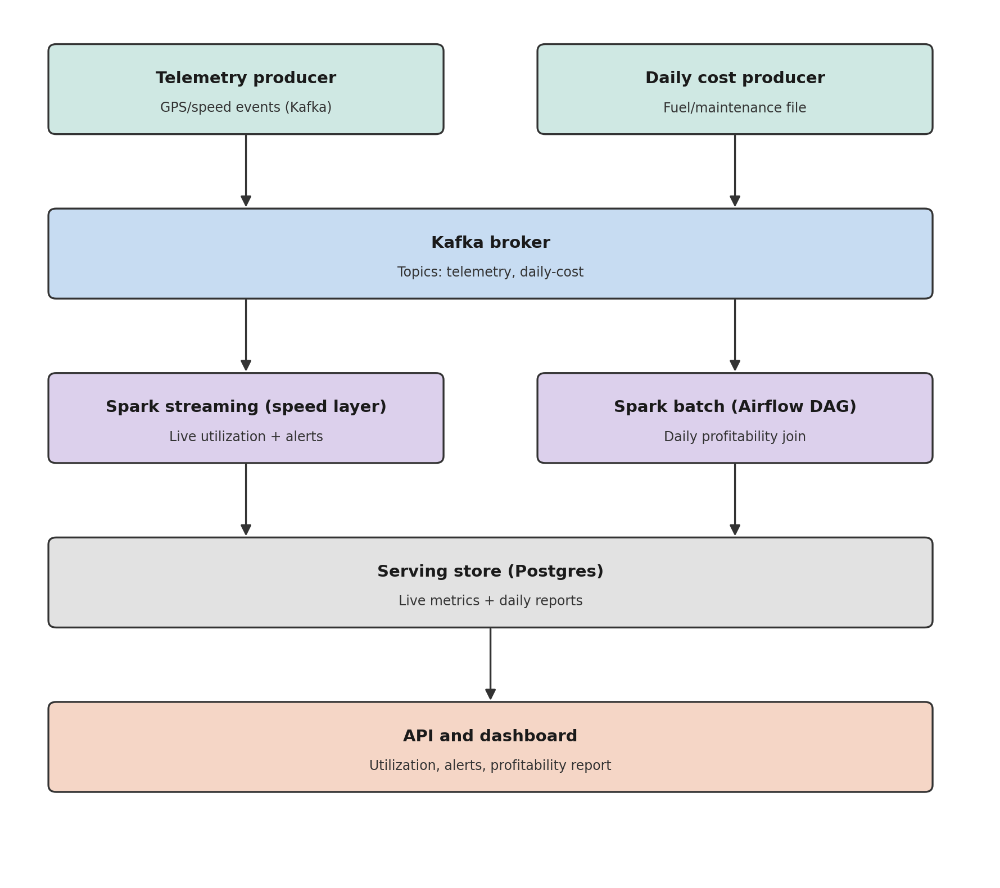 Telemetry producer
GPS/speed events (Kafka)
Daily cost producer
Fuel/maintenance file
Kafka broker
Topics: telemetry, daily-cost
Spark streaming (speed layer)
Live utilization + alerts
Spark batch (Airflow DAG)
Daily profitability join
Serving store (Postgres)
Live metrics + daily reports
API and dashboard
Utilization, alerts, profitability report